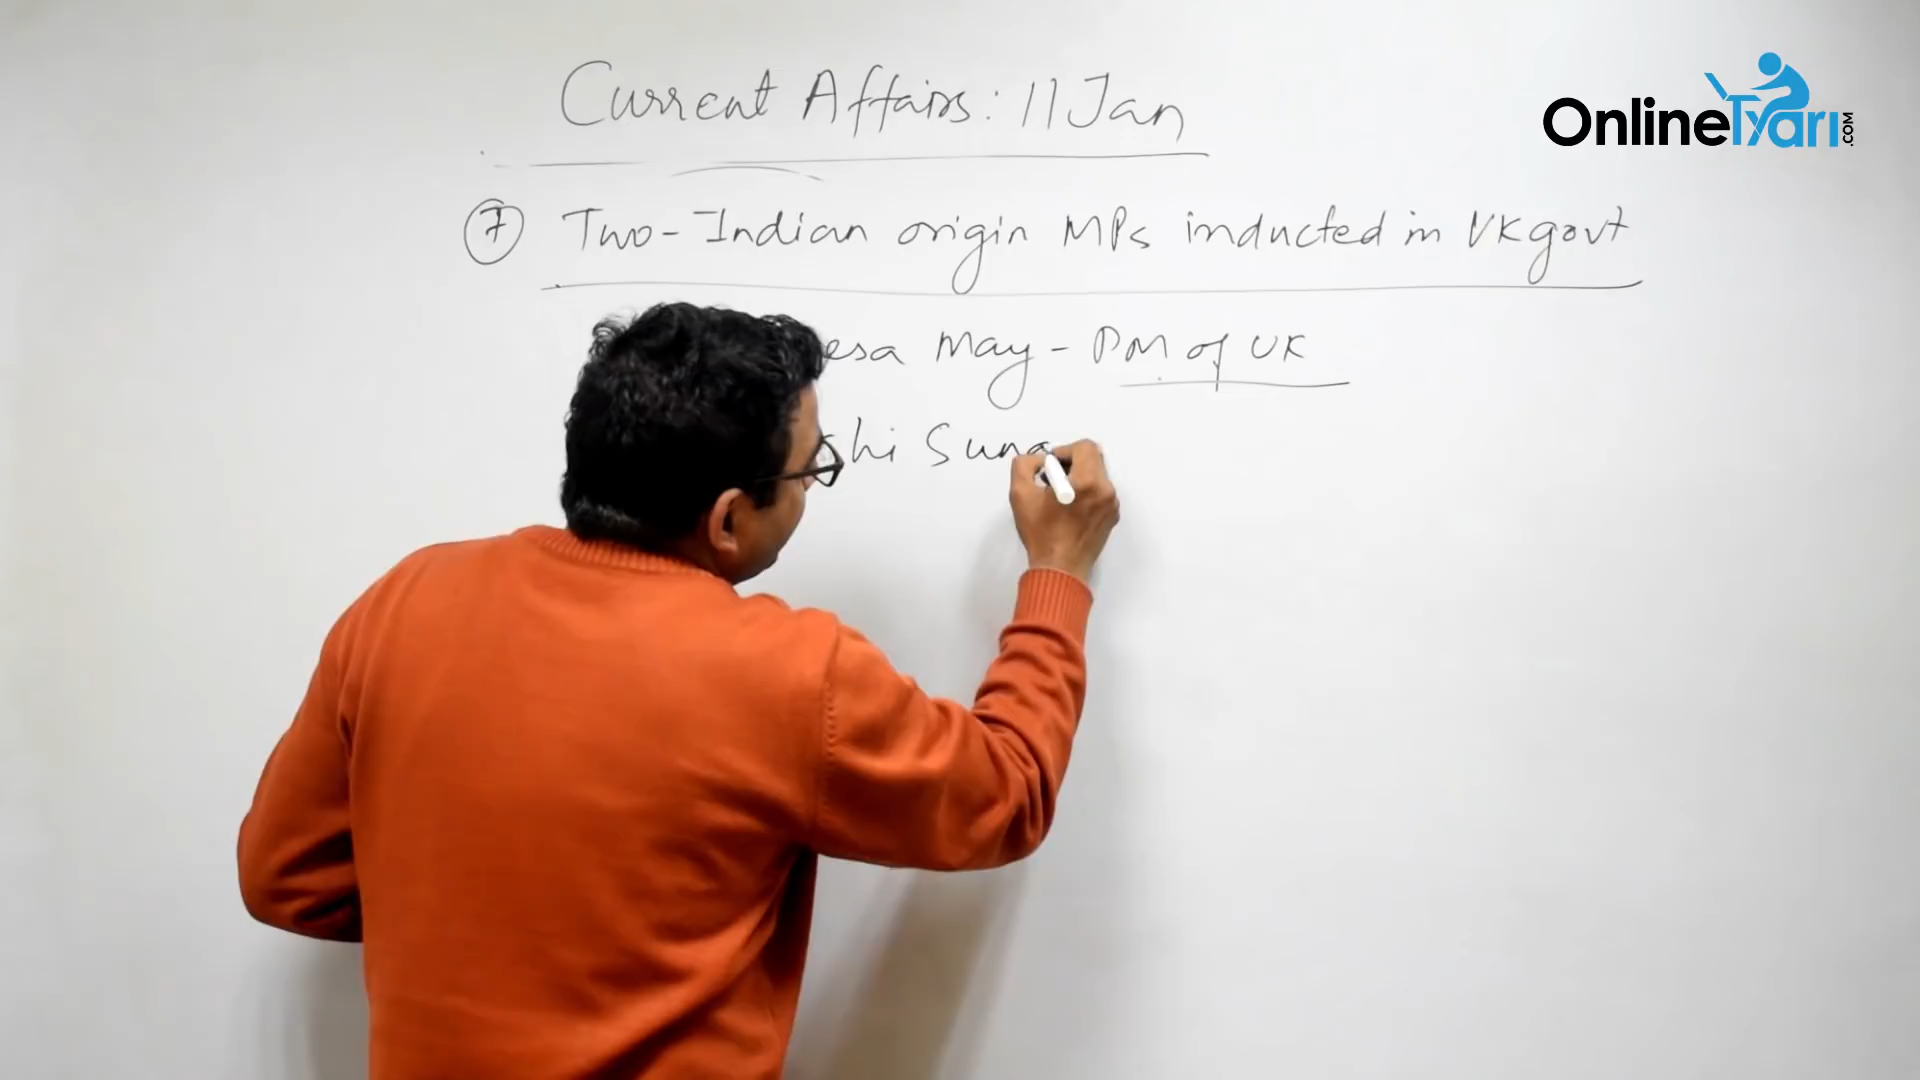 Current Affairs: 11 Jan
OnlineTyari.COM
7 Two-Indian origin MPs inducted in UK govt
esa May - PM of UK
shi Suna